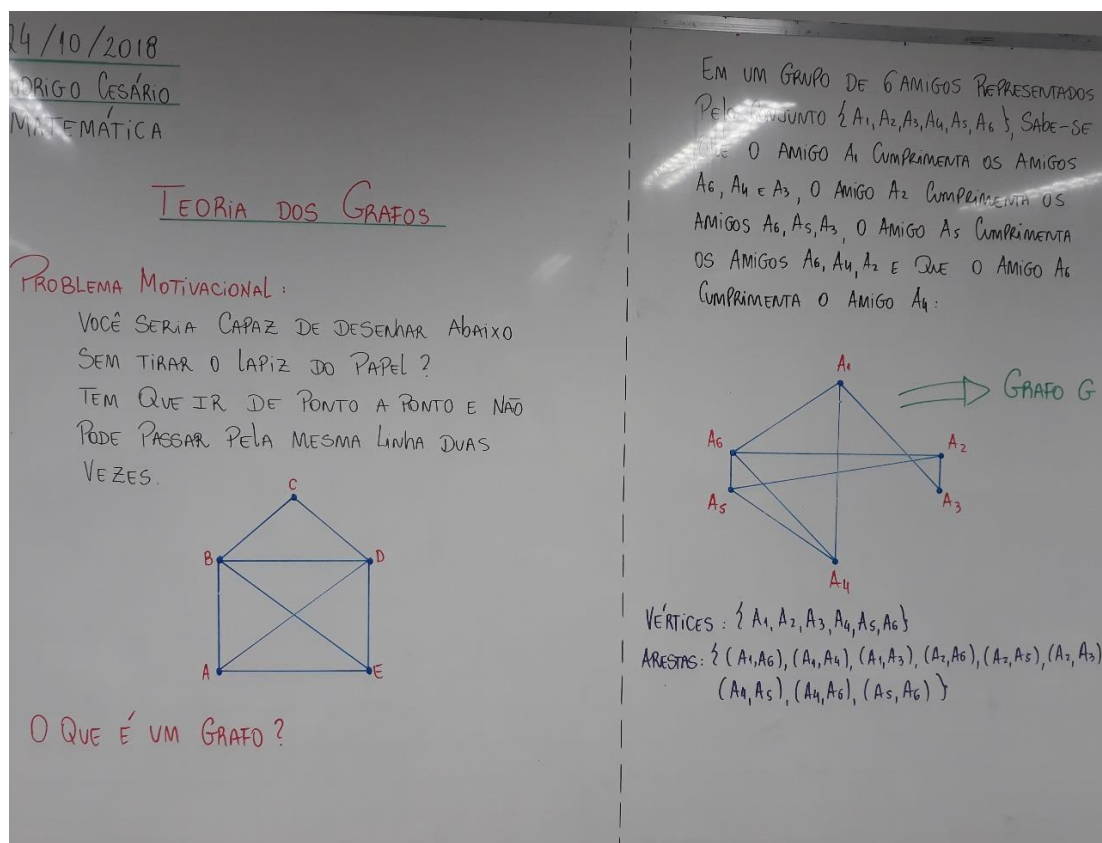 24/10/2018
RODRIGO CESÁRIO
MATEMÁTICA
TEORIA DOS GRAFOS
PROBLEMA MOTIVACIONAL:
VOCÊ SERIA CAPAZ DE DESENHAR ABAIXO
SEM TIRAR O LAPIZ DO PAPEL?
TEM QUE IR DE PONTO A PONTO E NÃO
PODE PASSAR PELA MESMA LINHA DUAS
VEZES.
C
B D
A E
O QUE É UM GRAFO?
EM UM GRUPO DE 6 AMIGOS REPRESENTADOS
PELO CONJUNTO {A1, A2, A3, A4, A5, A6}, SABE-SE
QUE O AMIGO A1 CUMPRIMENTA OS AMIGOS
A6, A4 E A3, O AMIGO A2 CUMPRIMENTA OS
AMIGOS A6, A5, A3, O AMIGO A5 CUMPRIMENTA
OS AMIGOS A6, A4, A2 E QUE O AMIGO A6
CUMPRIMENTA O AMIGO A4:
A1
GRAFO G
A6 A2
A5 A3
A4
VÉRTICES: {A1, A2, A3, A4, A5, A6}
ARESTAS: {(A1,A6), (A1,A4), (A1,A3), (A2,A6), (A2,A5), (A2,A3)
(A4,A5), (A4,A6), (A5,A6)}